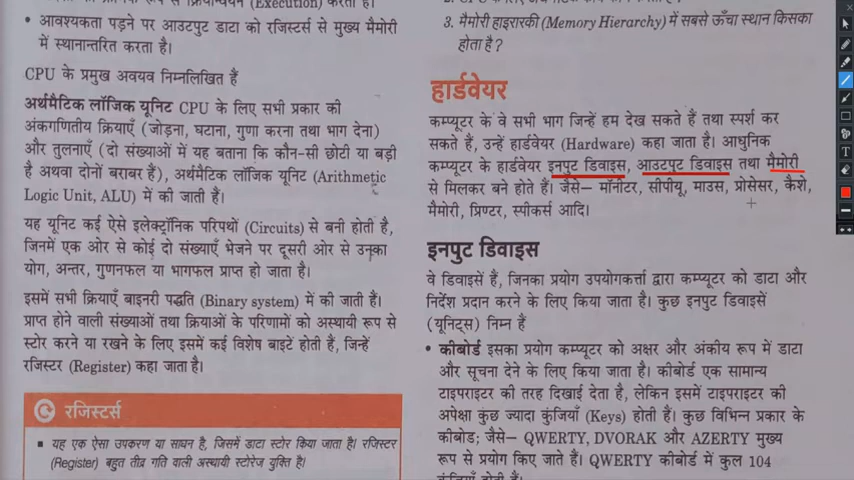 आवश्यकता पड़ने पर आउटपुट डाटा को रजिस्टर्स से मुख्य मैमोरी
में स्थानान्तरित करता है।
CPU के प्रमुख अवयव निम्नलिखित हैं
अर्थमैटिक लॉजिक यूनिट CPU के लिए सभी प्रकार की
अंकगणितीय क्रियाएँ (जोड़ना, घटाना, गुणा करना तथा भाग देना)
और तुलनाएँ (दो संख्याओं में यह बताना कि कौन-सी छोटी या बड़ी
है अथवा दोनों बराबर हैं), अर्थमैटिक लॉजिक यूनिट (Arithmetic
Logic Unit, ALU) में की जाती हैं।
यह यूनिट कई ऐसे इलेक्ट्रॉनिक परिपथों (Circuits) से बनी होती है,
जिनमें एक ओर से कोई दो संख्याएँ भेजने पर दूसरी ओर से उनका
योग, अन्तर, गुणनफल या भागफल प्राप्त हो जाता है।
इसमें सभी क्रियाएँ बाइनरी पद्धति (Binary system) में की जाती हैं।
प्राप्त होने वाली संख्याओं तथा क्रियाओं के परिणामों को अस्थायी रूप से
स्टोर करने या रखने के लिए इसमें कई विशेष बाइटें होती हैं, जिन्हें
रजिस्टर (Register) कहा जाता है।
रजिस्टर्स
यह एक ऐसा उपकरण या साधन है, जिसमें डाटा स्टोर किया जाता है। रजिस्टर
(Register) बहुत तीव्र गति वाली अस्थायी स्टोरेज युक्ति है।
3. मैमोरी हाइरारकी (Memory Hierarchy) में सबसे ऊँचा स्थान किसका
होता है?
हार्डवेयर
कम्प्यूटर के वे सभी भाग जिन्हें हम देख सकते हैं तथा स्पर्श कर
सकते हैं, उन्हें हार्डवेयर (Hardware) कहा जाता है। आधुनिक
कम्प्यूटर के हार्डवेयर इनपुट डिवाइस, आउटपुट डिवाइस तथा मैमोरी
से मिलकर बने होते हैं। जैसे– मॉनीटर, सीपीयू, माउस, प्रोसेसर, कैशे,
मैमोरी, प्रिण्टर, स्पीकर्स आदि।
इनपुट डिवाइस
वे डिवाइसें हैं, जिनका प्रयोग उपयोगकर्त्ता द्वारा कम्प्यूटर को डाटा और
निर्देश प्रदान करने के लिए किया जाता है। कुछ इनपुट डिवाइसें
(यूनिट्स) निम्न हैं
कीबोर्ड इसका प्रयोग कम्प्यूटर को अक्षर और अंकीय रूप में डाटा
और सूचना देने के लिए किया जाता है। कीबोर्ड एक सामान्य
टाइपराइटर की तरह दिखाई देता है, लेकिन इसमें टाइपराइटर की
अपेक्षा कुछ ज्यादा कुंजियाँ (Keys) होती हैं। कुछ विभिन्न प्रकार के
कीबोर्ड; जैसे– QWERTY, DVORAK और AZERTY मुख्य
रूप से प्रयोग किए जाते हैं। QWERTY कीबोर्ड में कुल 104